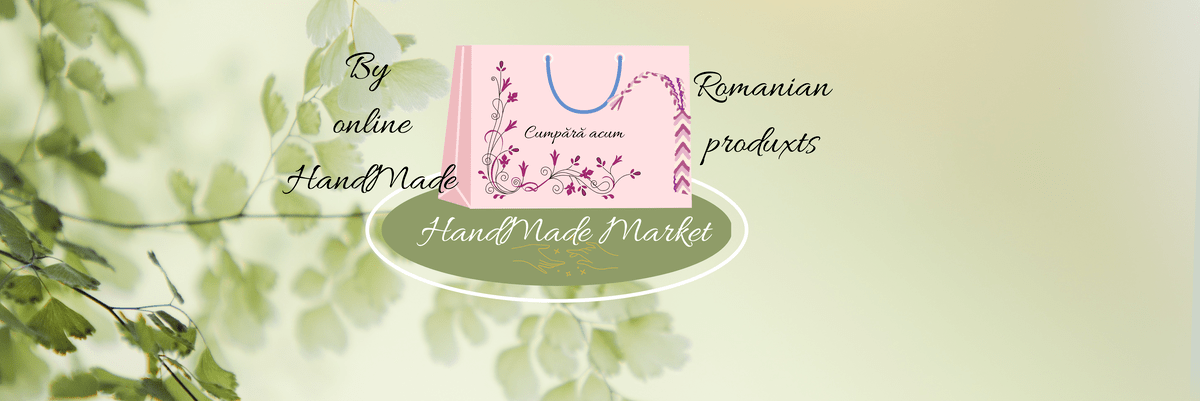 By
online
HandMade
Cumpără acum
Romanian
produxts
HandMade Market